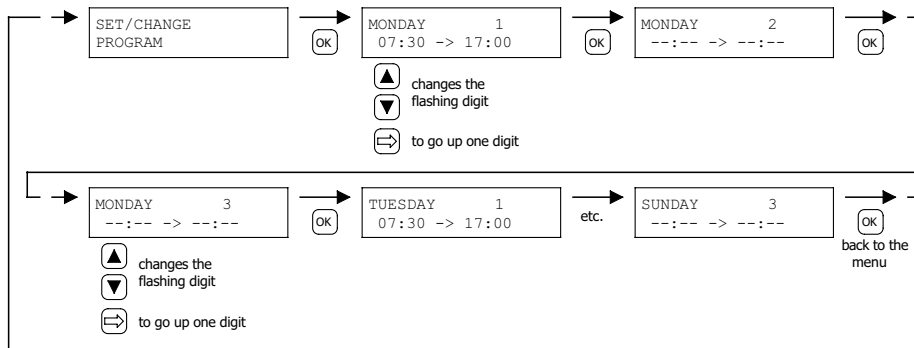 SET/CHANGE
PROGRAM
OK
MONDAY 1
07:30 -> 17:00
OK
MONDAY 2
--:-- -> --:--
OK
changes the
flashing digit
to go up one digit
MONDAY 3
--:-- -> --:--
OK
TUESDAY 1
07:30 -> 17:00
etc.
SUNDAY 3
--:-- -> --:--
OK
back to the
menu
changes the
flashing digit
to go up one digit